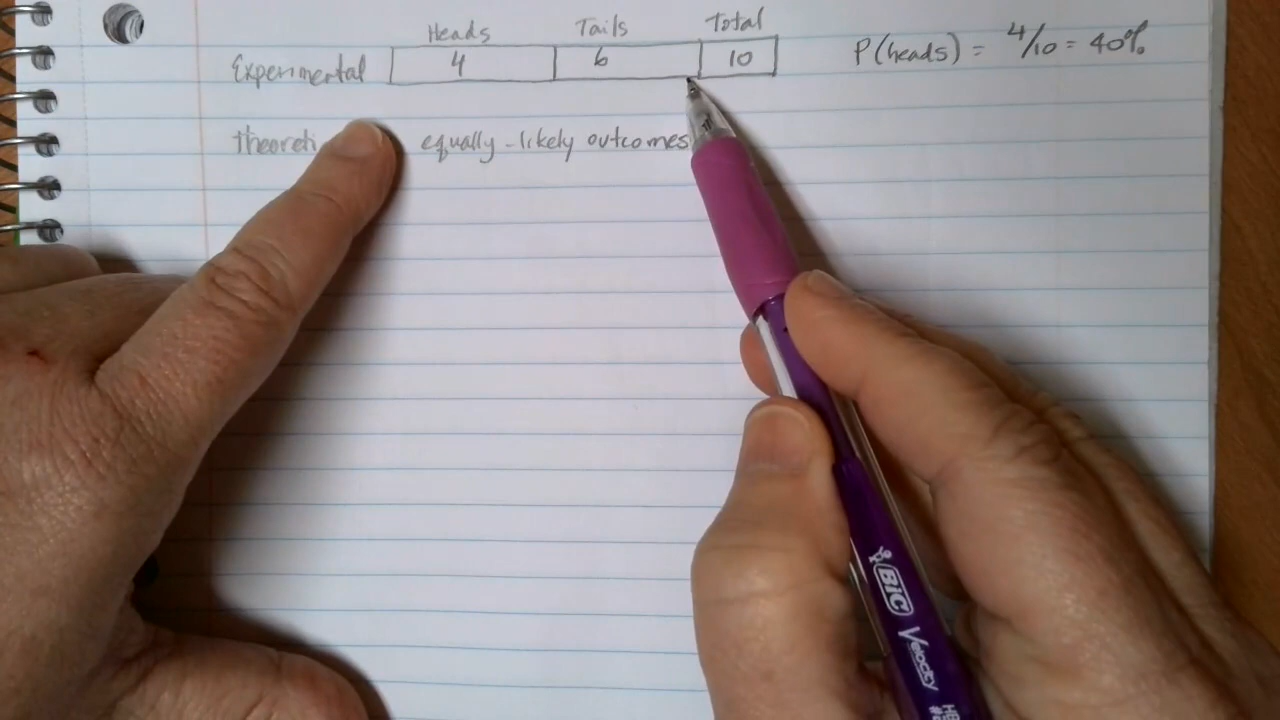 Heads Tails Total
Experimental 4 6 10 P(heads) = 4/10 = 40%
equally-likely outcomes
BIC Velocity